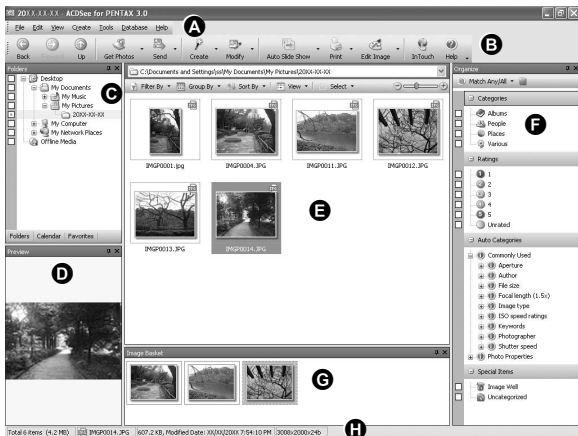 20XX-XX-XX - ACDSee for PENTAX 3.0
File Edit View Create Tools Database Help
A
Back
Up
Get Photos
Send
Create
Modify
Auto Slide Show
Print
Edit Image
InTouch
Help
B
Folders
Desktop
My Documents
My Music
My Pictures
20XX-XX-XX
My Computer
My Network Places
Offline Media
C
Folders Calendar Favorites
Preview
D
C:\Documents and Settings\ss\My Documents\My Pictures\20XX-XX-XX
Filter By Group By Sort By View Select
IMGP0001.jpg
IMGP0004.JPG
IMGP0011.JPG
IMGP0012.JPG
IMGP0013.JPG
IMGP0014.JPG
E
Image Basket
G
Organize
Match Any/All
Categories
Albums
People
Places
Various
F
Ratings
1
2
3
4
5
Unrated
Auto Categories
Commonly Used
Aperture
Author
File size
Focal length (1.5x)
Image type
ISO speed ratings
Keywords
Photographer
Shutter speed
Photo Properties
Special Items
Image Well
Uncategorized
Total 6 items (4.2 MB) IMGP0014.JPG 607.2 KB, Modified Date: XX/XX/20XX 7:54:10 PM 3008x2000x24b
H